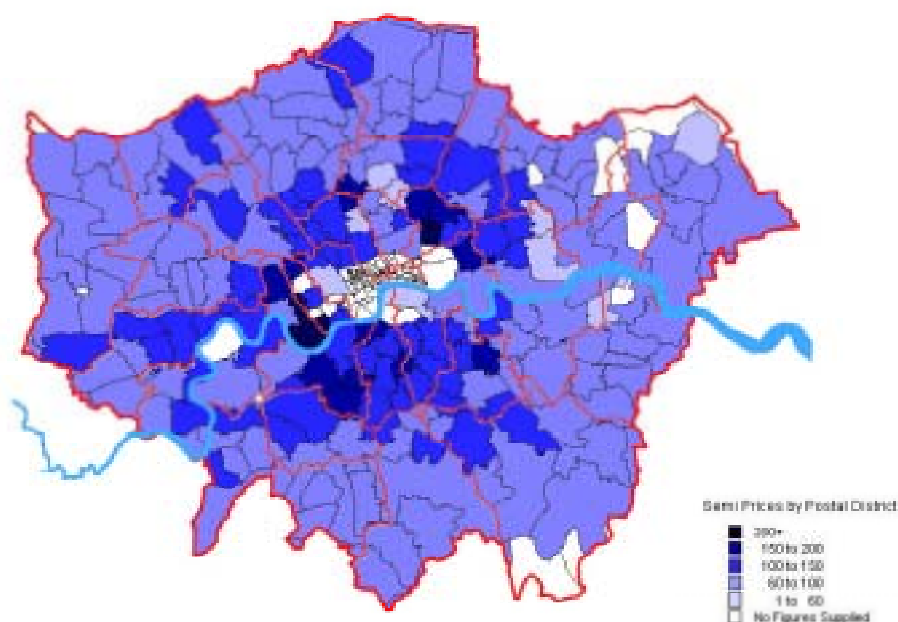 Semi Prices by Postal District
200+
150 to 200
100 to 150
60 to 100
1 to 60
No Figures Supplied